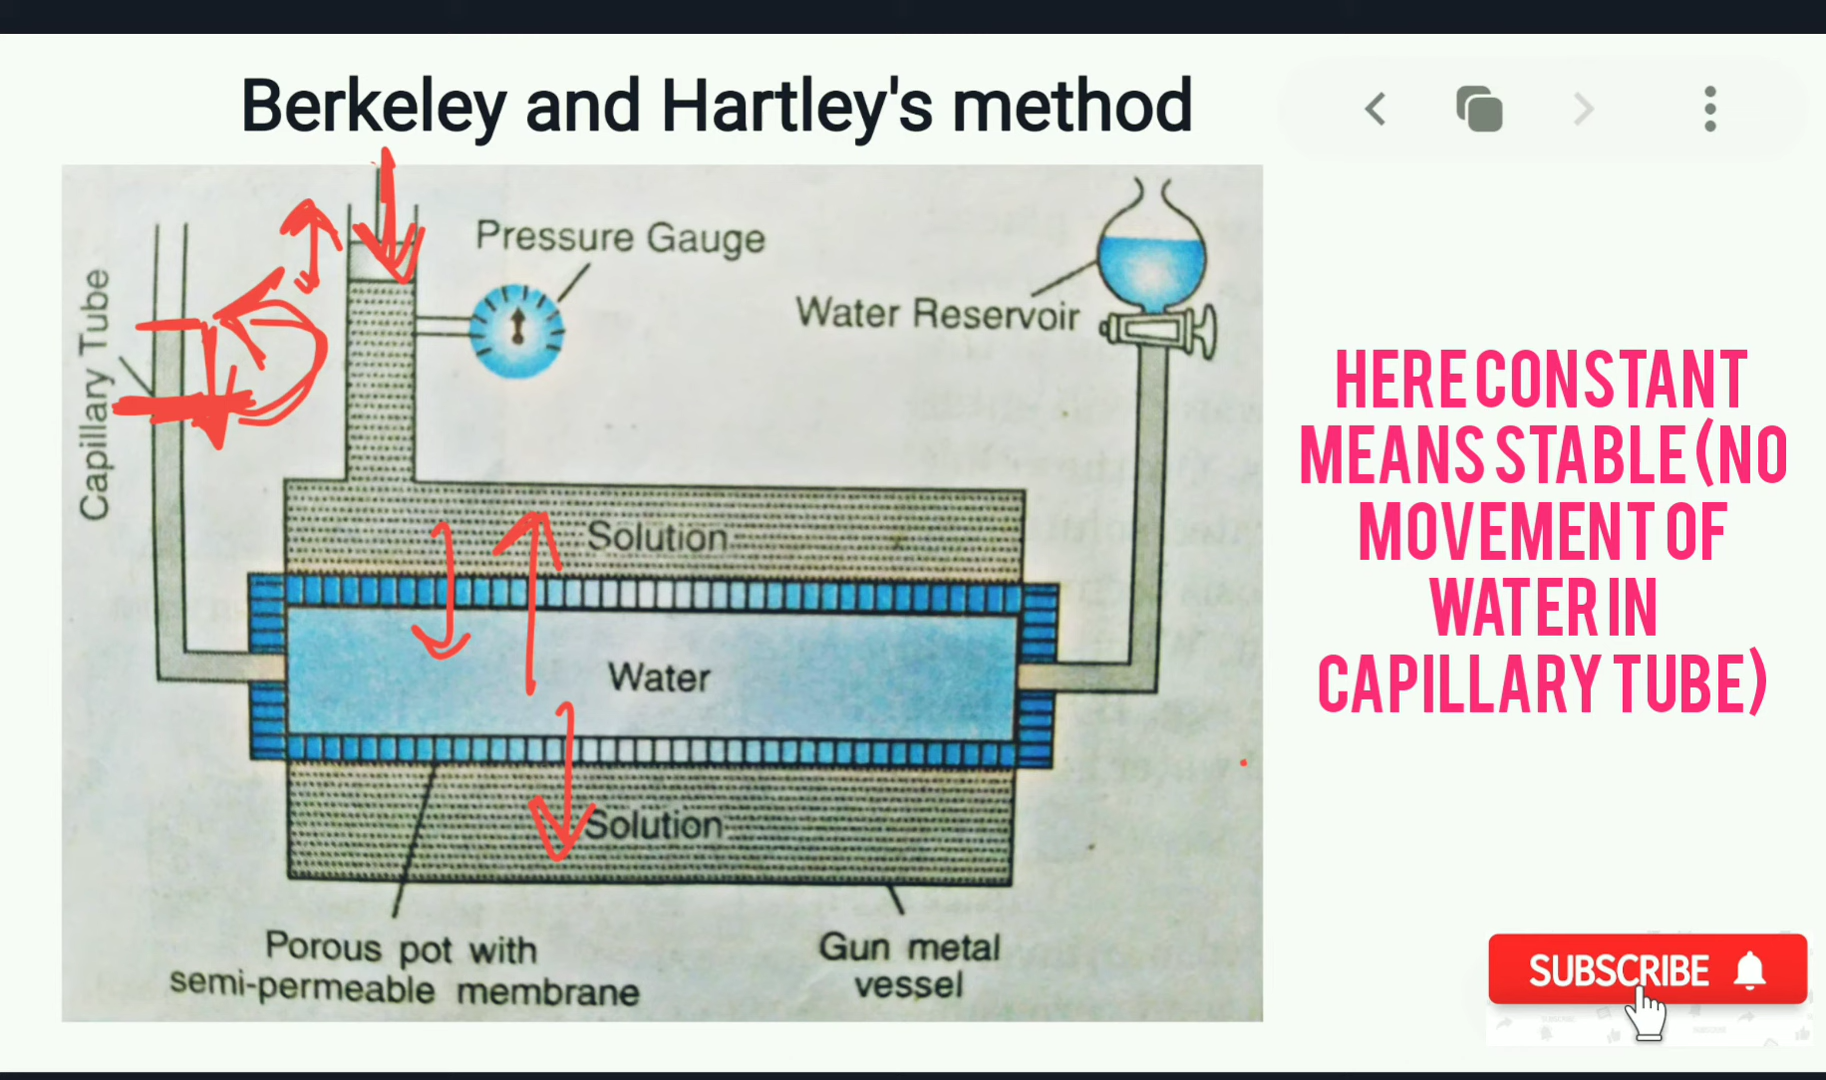 Berkeley and Hartley's method
Pressure Gauge
Water Reservoir
Capillary Tube
HERE CONSTANT
MEANS STABLE (NO
MOVEMENT OF
WATER IN
CAPILLARY TUBE)
Solution
Water
Solution
Porous pot with
semi-permeable membrane
Gun metal
vessel
SUBSCRIBE